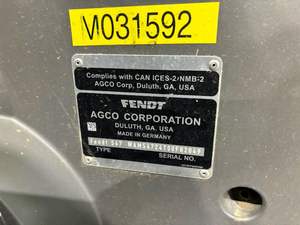 M031592
Complies with CAN ICES-2/NMB-2
AGCO Corp, Duluth, GA, USA
FENDT
AGCO CORPORATION
DULUTH, GA. USA
MADE IN GERMANY
Fendt
TYPE SERIAL NO.